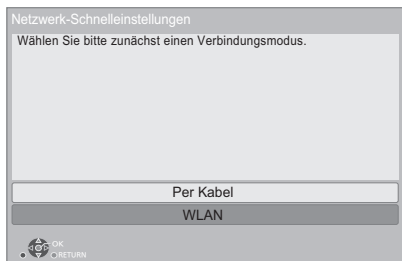 Netzwerk-Schnelleinstellungen
Wählen Sie bitte zunächst einen Verbindungsmodus.
Per Kabel
WLAN
OK
RETURN